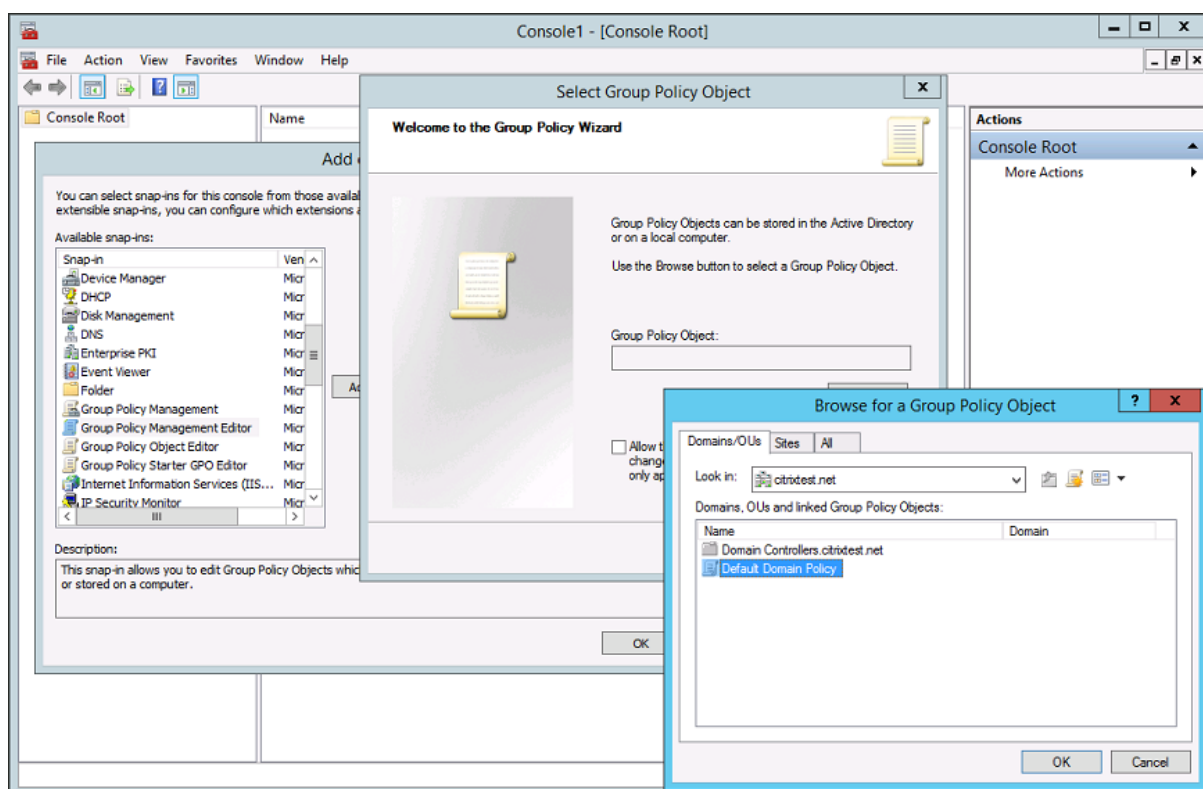 Console1 - [Console Root]
File Action View Favorites Window Help
Console Root
Name
Actions
Console Root
More Actions
Add
You can select snap-ins for this console from those
extensible snap-ins, you can configure which extensions
Available snap-ins:
Snap-in
Device Manager Micr
DHCP Micr
Disk Management Micr
DNS Micr
Enterprise PKI Micr
Event Viewer Micr
Folder Micr
Group Policy Management Micr
Group Policy Management Editor Micr
Group Policy Object Editor Micr
Group Policy Starter GPO Editor Micr
Internet Information Services (IIS... Micr
IP Security Monitor Micr
Description:
This snap-in allows you to edit Group Policy Objects
or stored on a computer.
OK
Select Group Policy Object
Welcome to the Group Policy Wizard
Group Policy Objects can be stored in the Active Directory
or on a local computer.
Use the Browse button to select a Group Policy Object.
Group Policy Object:
Allow
only
Browse for a Group Policy Object
Domains/OUs Sites All
Look in: citrixtest.net
Domains, OUs and linked Group Policy Objects:
Name Domain
Domain Controllers.citrixtest.net
Default Domain Policy
OK Cancel